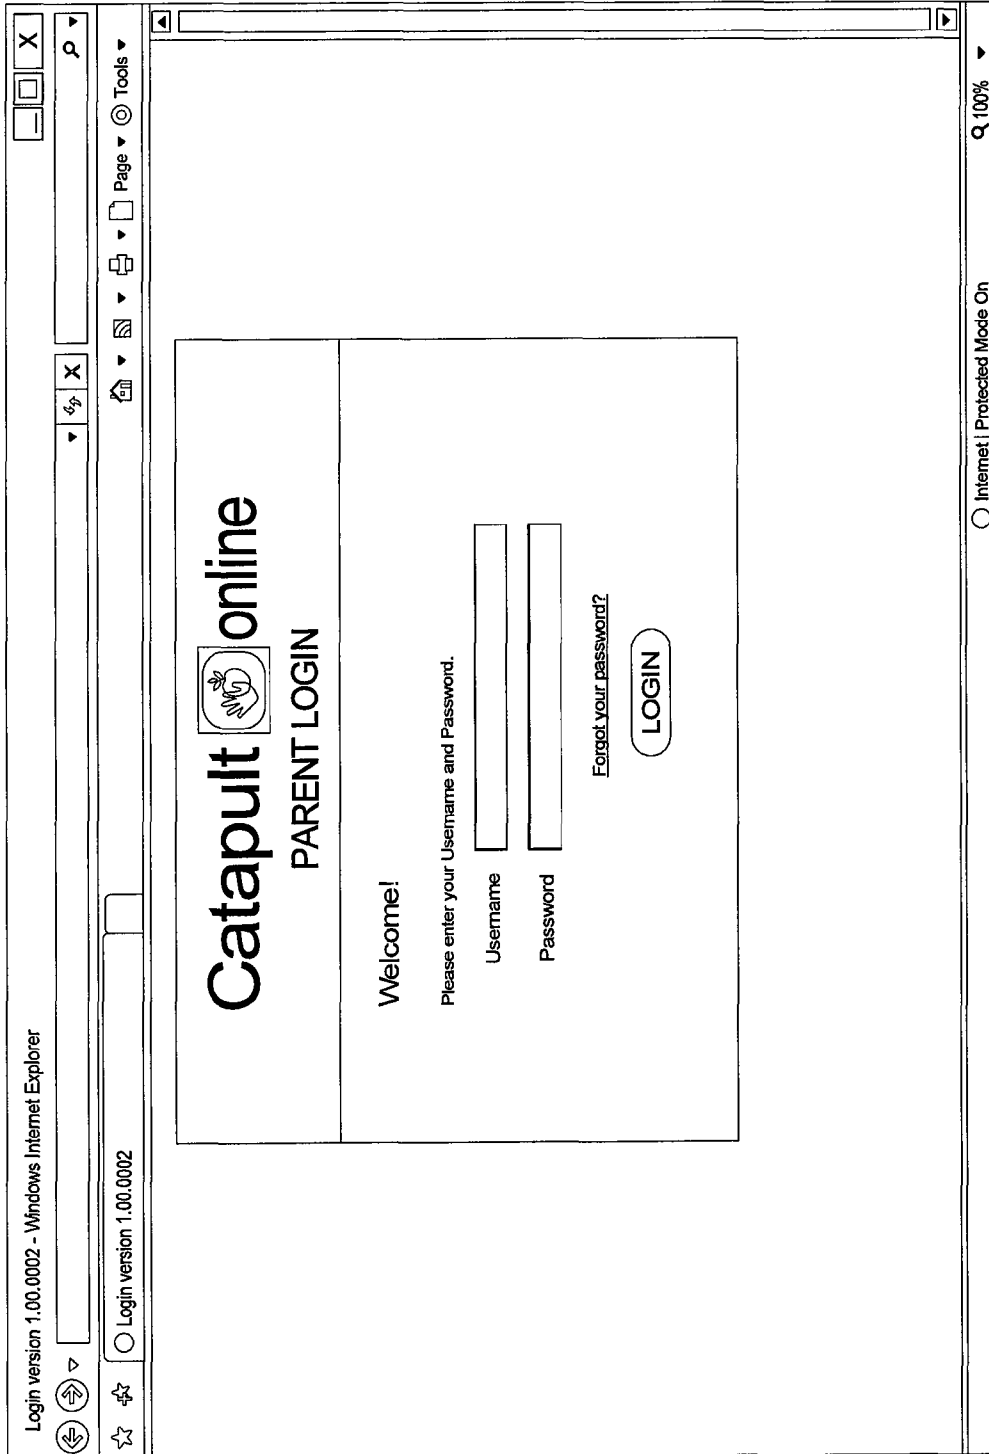 Login version 1.00.0002 - Windows Internet Explorer
X
X
Login version 1.00.0002
Page
Tools
Catapult online
PARENT LOGIN
Welcome!
Please enter your Username and Password.
Username
Password
Forgot your password?
LOGIN
Internet | Protected Mode On
100%